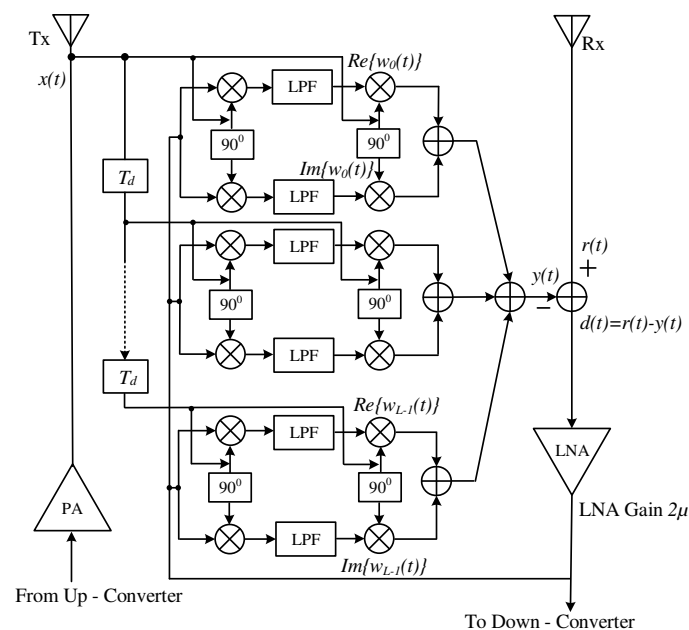 Tx
Rx
x(t)
Re{w0(t)}
LPF
90⁰
90⁰
Im{w0(t)}
LPF
Td
LPF
r(t)
+
y(t)
−
90⁰
90⁰
d(t)=r(t)-y(t)
LPF
Td
Re{wL-1(t)}
LPF
LNA
90⁰
90⁰
PA
LNA Gain 2μ
LPF
Im{wL-1(t)}
From Up - Converter
To Down - Converter